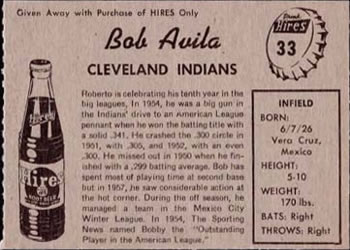 Given Away with Purchase of HIRES Only
Drink
Hires
33
Bob Avila
CLEVELAND INDIANS
Roberto is celebrating his tenth year in the
big leagues. In 1954, he was a big gun in
the Indians' drive to an American League
pennant when he won the batting title with
a solid .341. He crashed the .300 circle in
1951, with .305, and 1952, with an even
.300. He missed out in 1950 when he fin-
ished with a .299 batting average. Bob has
spent most of playing time at second base
but in 1957, he saw considerable action at
the hot corner. During the off season, he
managed a team in the Mexico City
Winter League. In 1954, The Sporting
News named Bobby the "Outstanding
Player in the American League."
Hires
ROOT BEER
INFIELD
BORN:
6/7/26
Vera Cruz,
Mexico
HEIGHT:
5-10
WEIGHT:
170 lbs.
BATS: Right
THROWS: Right